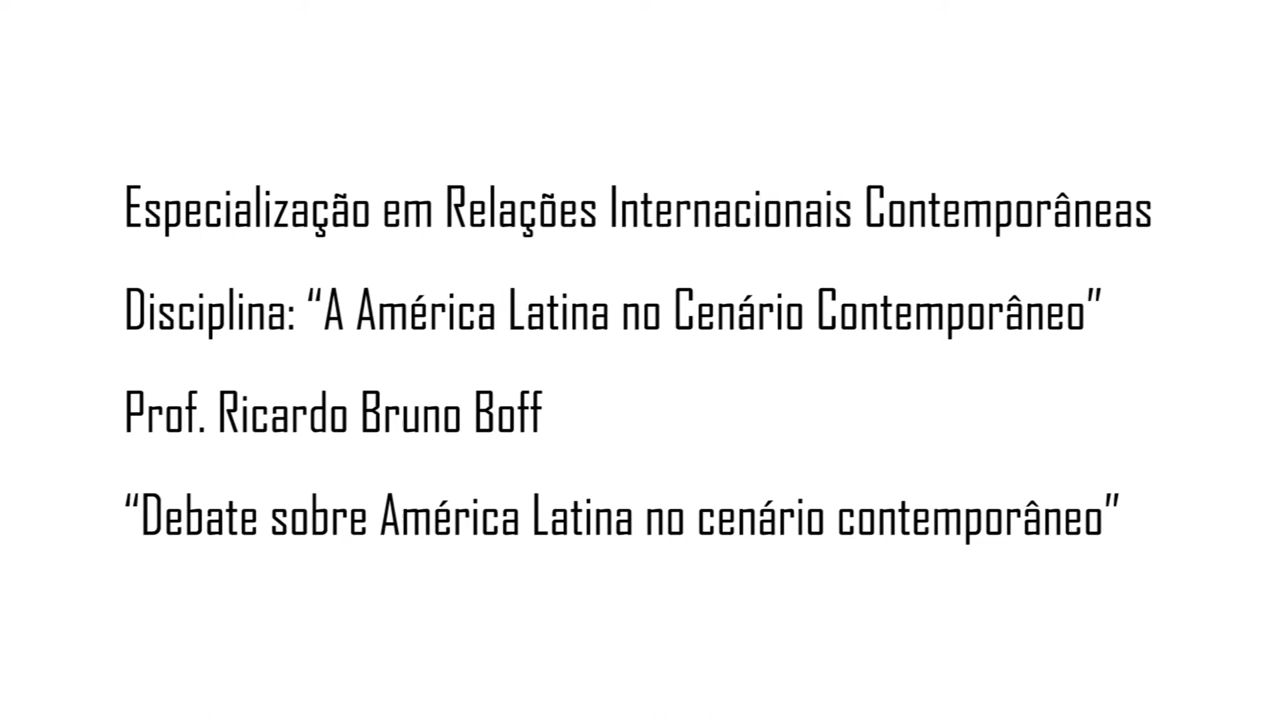 Especialização em Relações Internacionais Contemporâneas
Disciplina: “A América Latina no Cenário Contemporâneo”
Prof. Ricardo Bruno Boff
“Debate sobre América Latina no cenário contemporâneo”